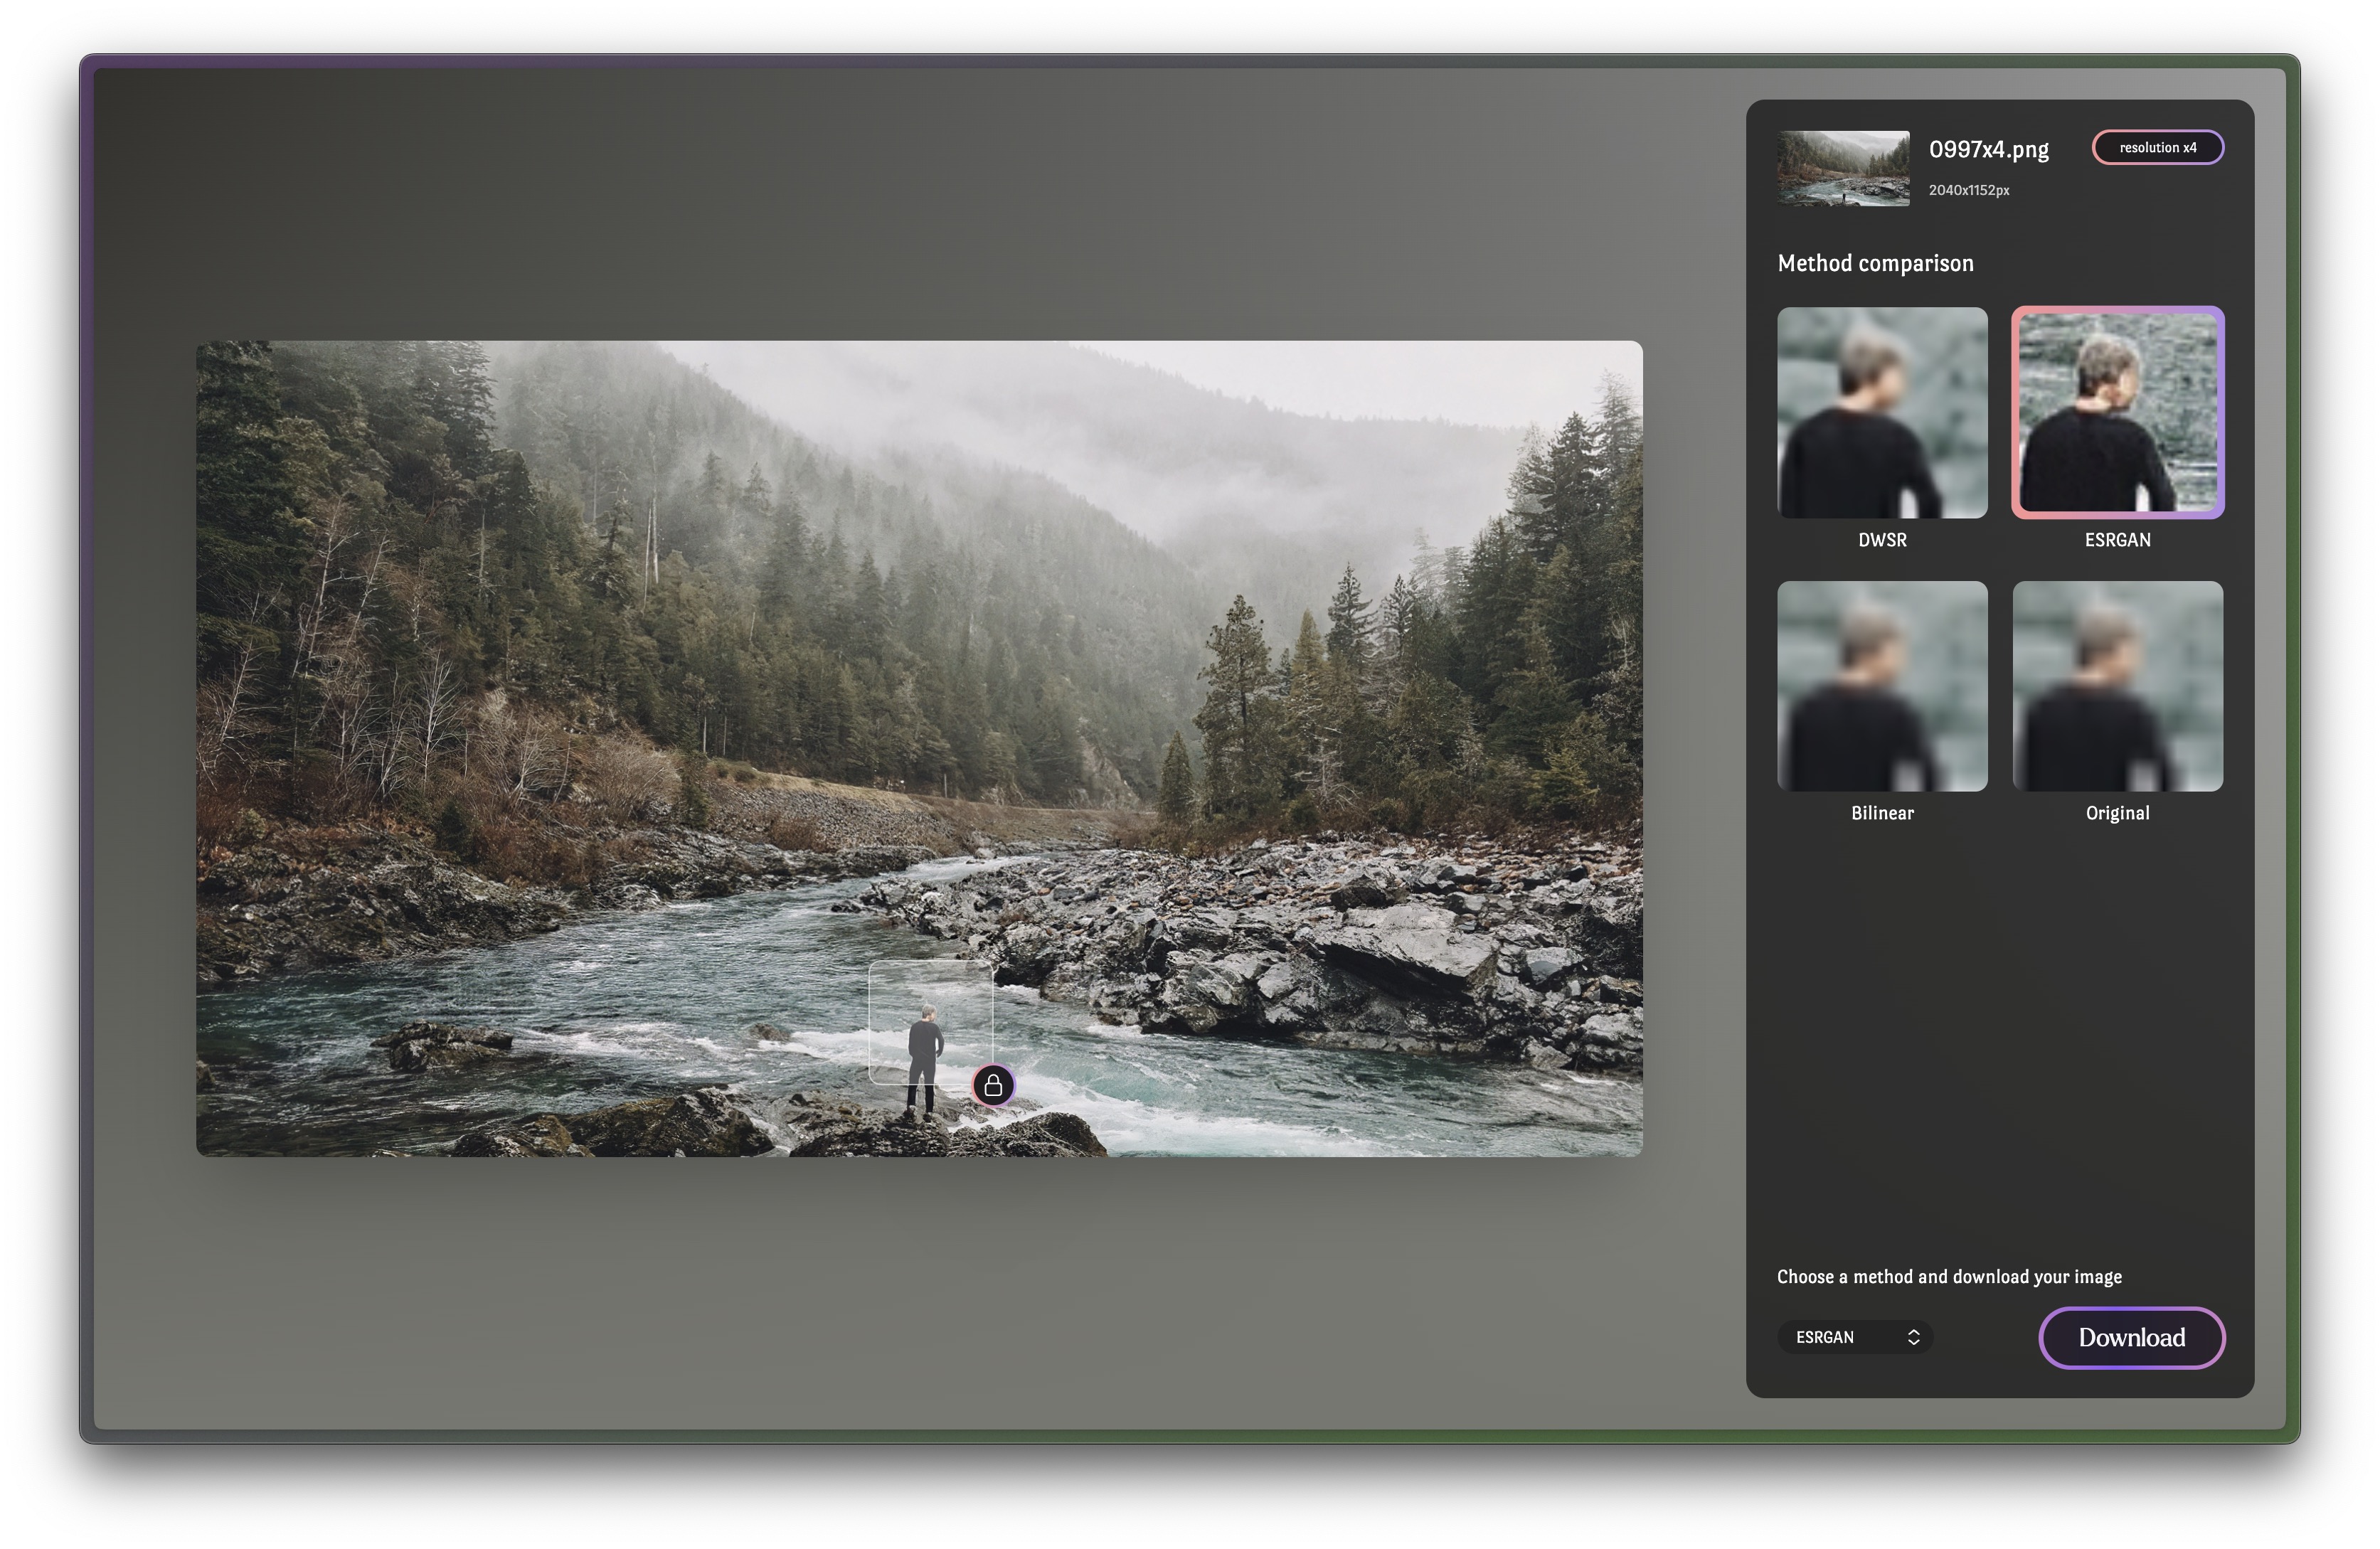 0997x4.png
resolution x4
2040x1152px
Method comparison
DWSR
ESRGAN
Bilinear
Original
Choose a method and download your image
ESRGAN
Download